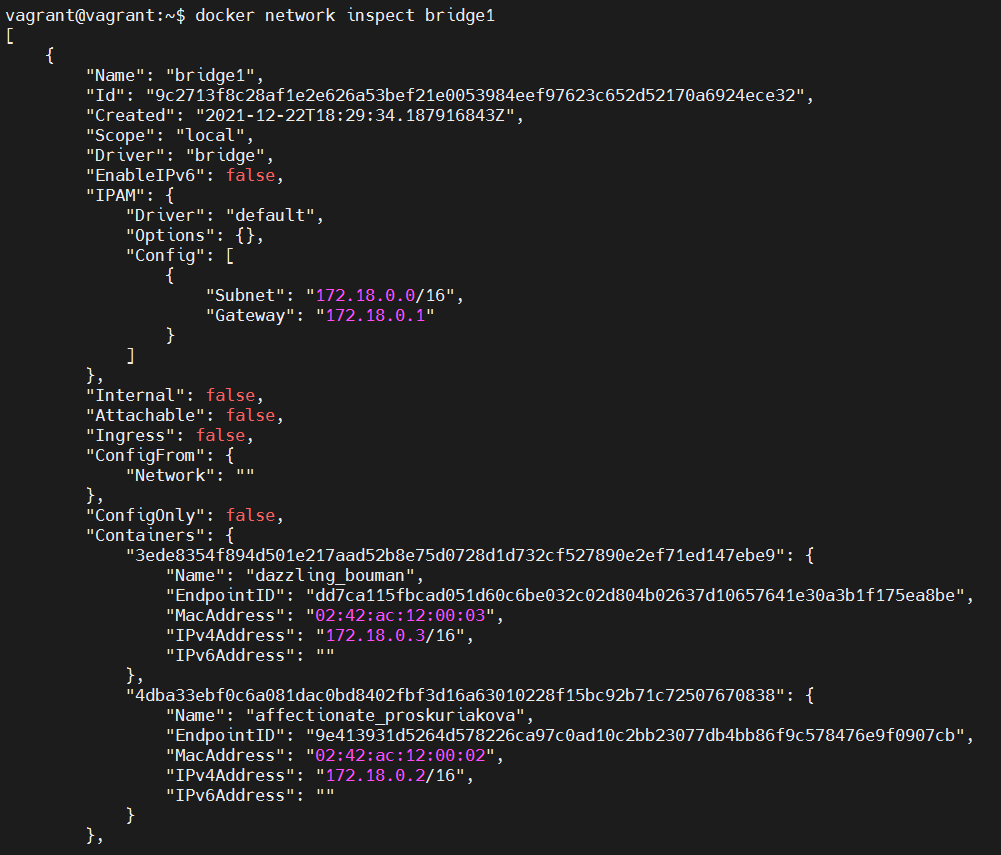 vagrant@vagrant:~$ docker network inspect bridge1
[
    {
        "Name": "bridge1",
        "Id": "9c2713f8c28af1e2e626a53bef21e0053984eef97623c652d52170a6924ece32",
        "Created": "2021-12-22T18:29:34.187916843Z",
        "Scope": "local",
        "Driver": "bridge",
        "EnableIPv6": false,
        "IPAM": {
            "Driver": "default",
            "Options": {},
            "Config": [
                {
                    "Subnet": "172.18.0.0/16",
                    "Gateway": "172.18.0.1"
                }
            ]
        },
        "Internal": false,
        "Attachable": false,
        "Ingress": false,
        "ConfigFrom": {
            "Network": ""
        },
        "ConfigOnly": false,
        "Containers": {
            "3ede8354f894d501e217aad52b8e75d0728d1d732cf527890e2ef71ed147ebe9": {
                "Name": "dazzling_bouman",
                "EndpointID": "dd7ca115fbcad051d60c6be032c02d804b02637d10657641e30a3b1f175ea8be",
                "MacAddress": "02:42:ac:12:00:03",
                "IPv4Address": "172.18.0.3/16",
                "IPv6Address": ""
            },
            "4dba33ebf0c6a081dac0bd8402fbf3d16a63010228f15bc92b71c72507670838": {
                "Name": "affectionate_proskuriakova",
                "EndpointID": "9e413931d5264d578226ca97c0ad10c2bb23077db4bb86f9c578476e9f0907cb",
                "MacAddress": "02:42:ac:12:00:02",
                "IPv4Address": "172.18.0.2/16",
                "IPv6Address": ""
            }
        },